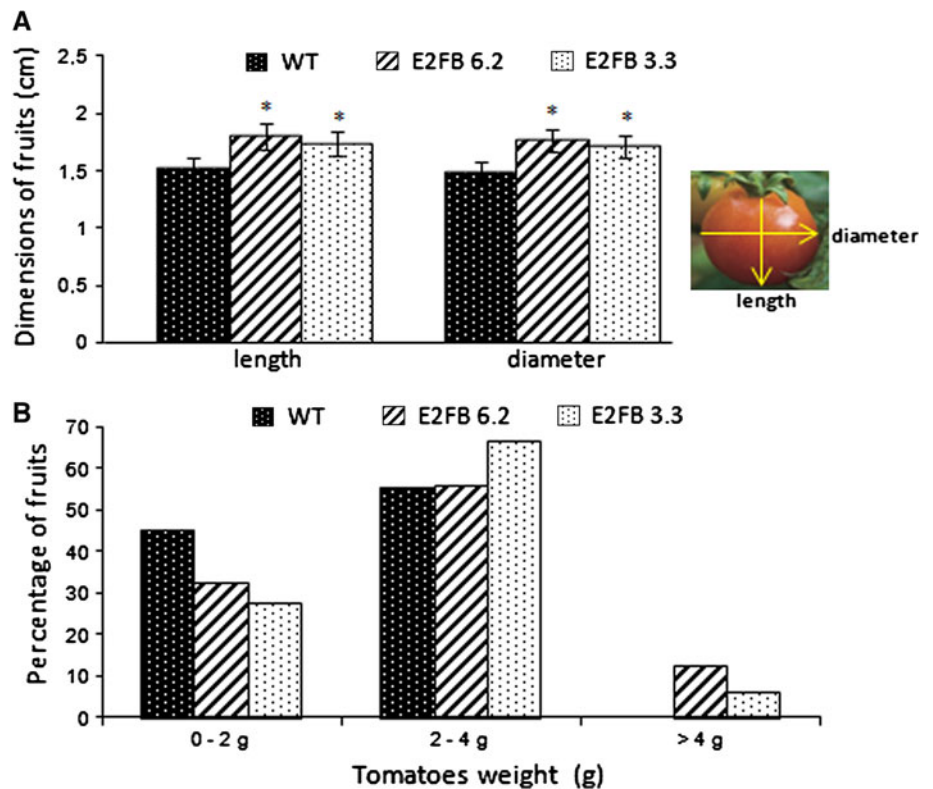 A
WT E2FB 6.2 E2FB 3.3
Dimensions of fruits (cm)
2.5
2
1.5
1
0.5
0
* * * *
length diameter
diameter
length
B
WT E2FB 6.2 E2FB 3.3
Percentage of fruits
70
60
50
40
30
20
10
0
0 - 2 g 2 - 4 g > 4 g
Tomatoes weight (g)